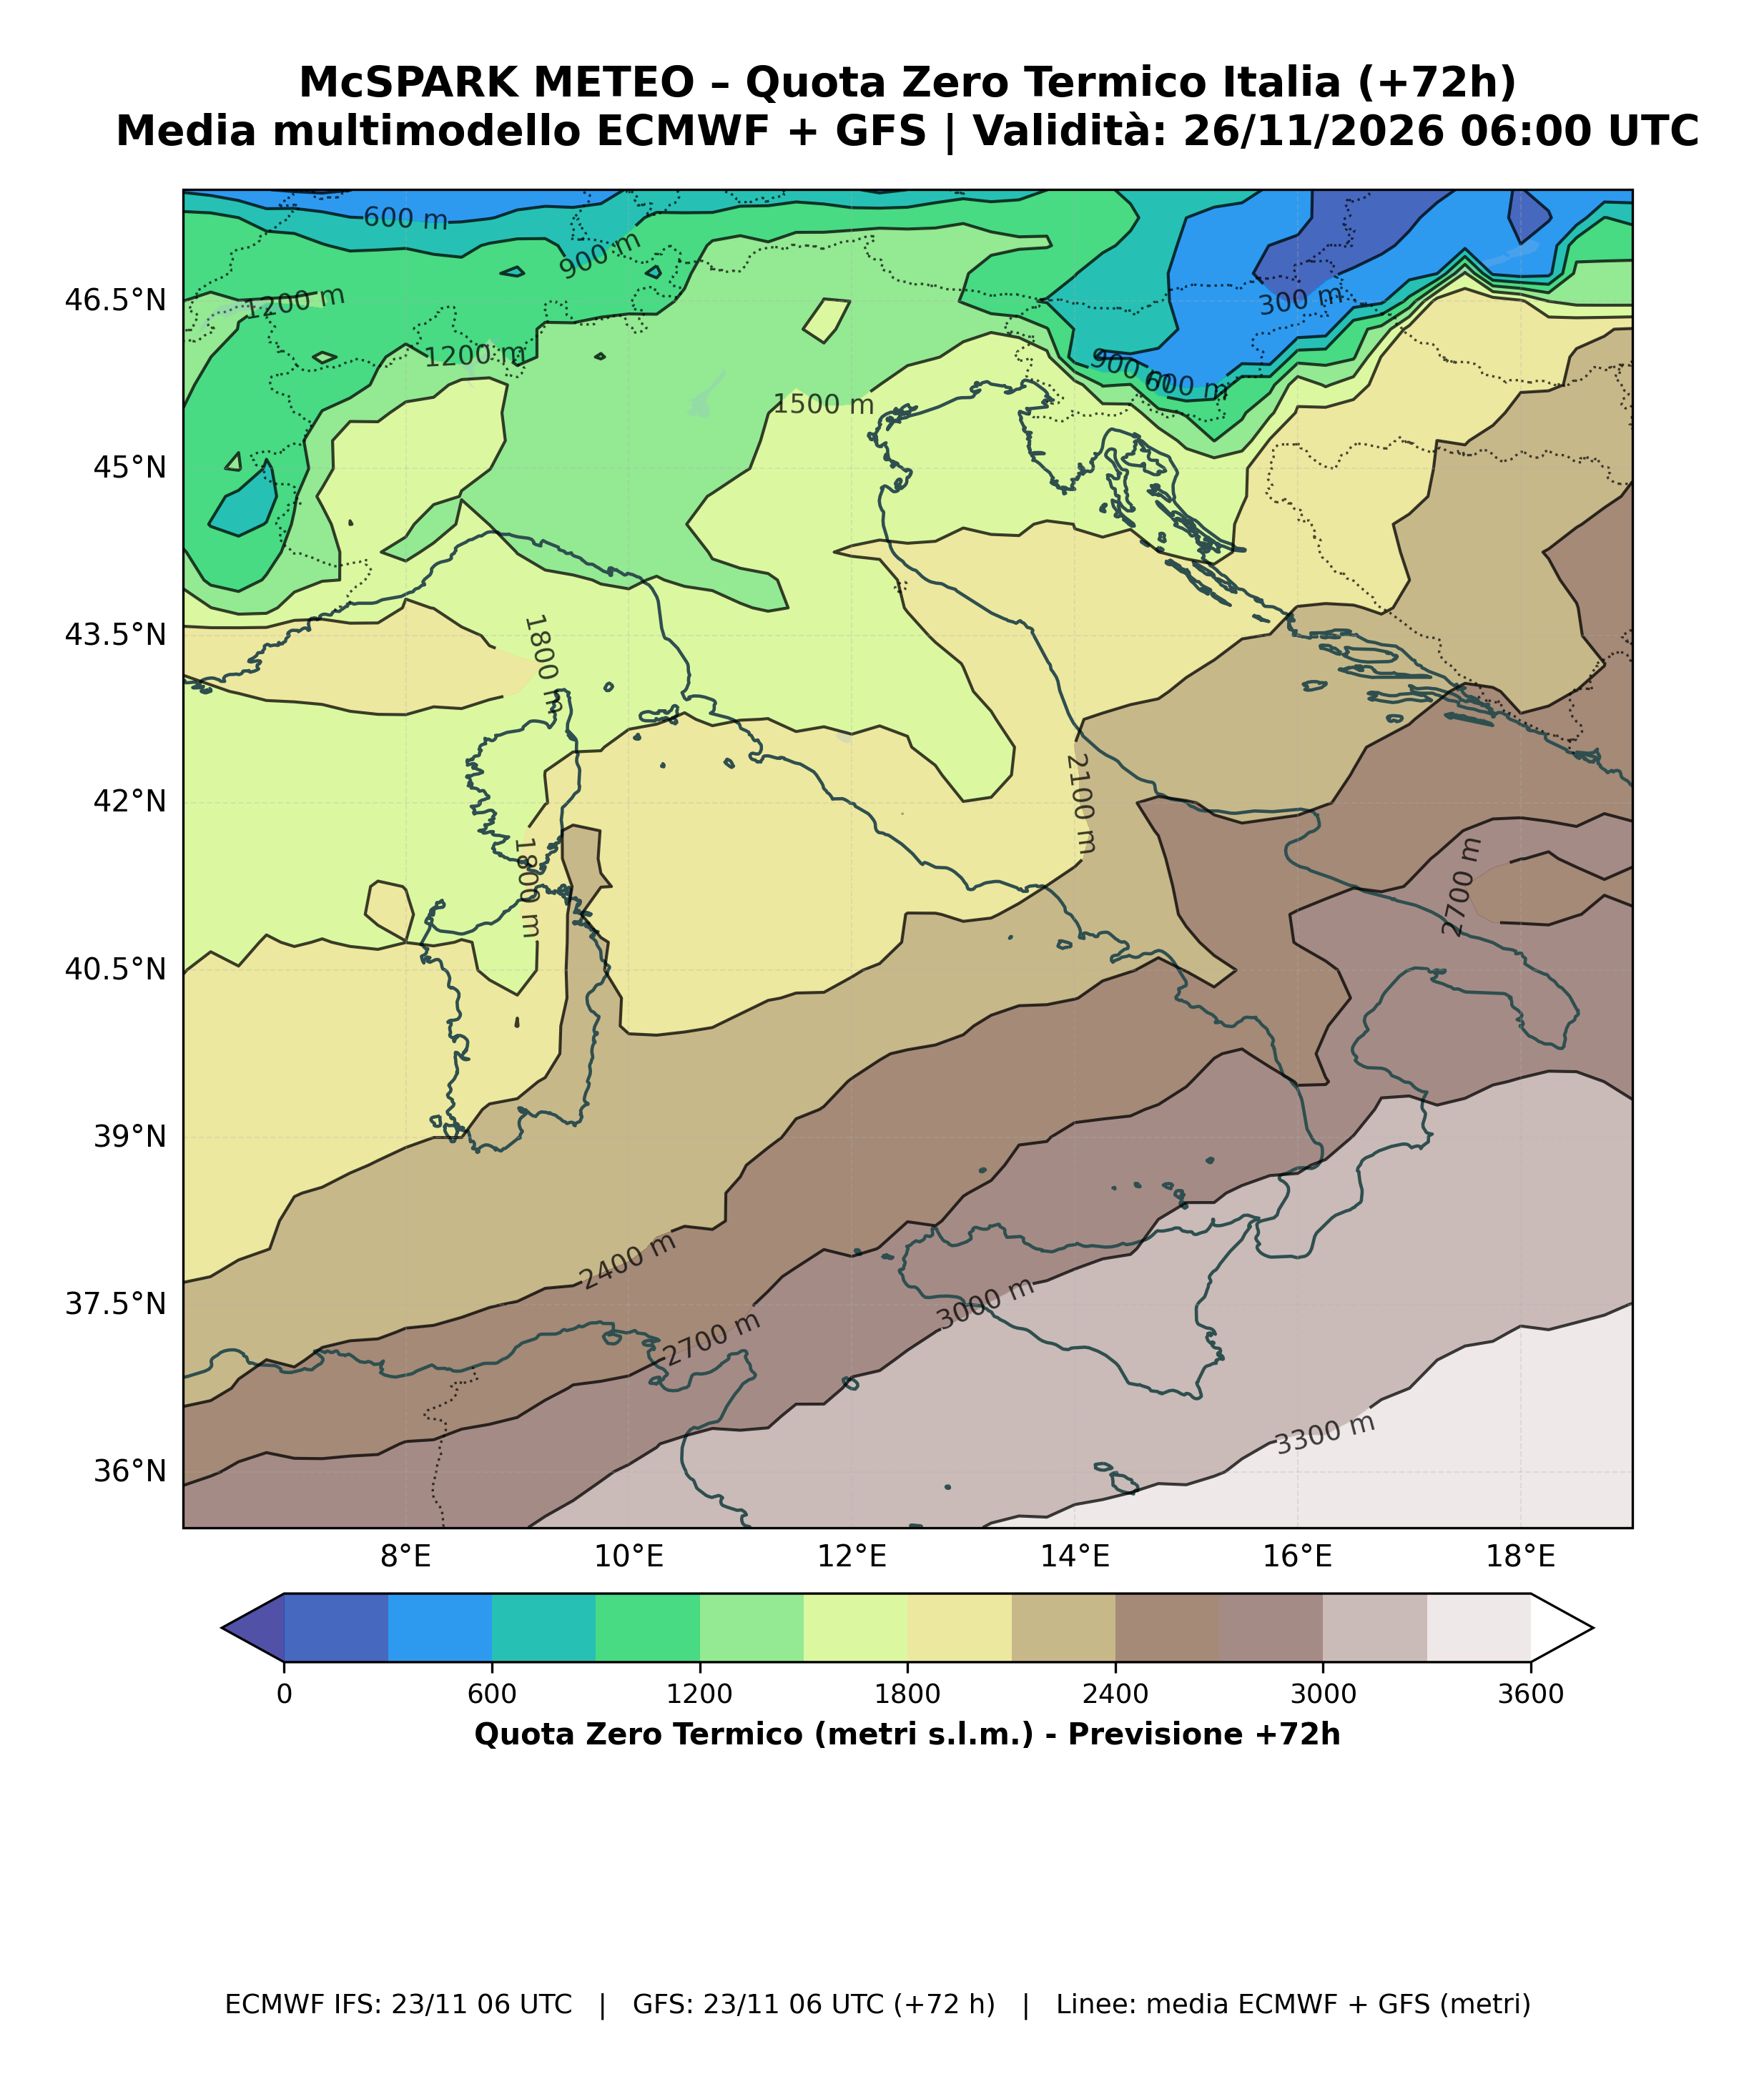 McSPARK METEO – Quota Zero Termico Italia (+72h)
Media multimodello ECMWF + GFS | Validità: 26/11/2026 06:00 UTC
600 m
900 m
1200 m
300 m
1200 m
900 m
600 m
1500 m
1800 m
2100 m
1800 m
2700 m
2400 m
3000 m
2700 m
3300 m
46.5°N
45°N
43.5°N
42°N
40.5°N
39°N
37.5°N
36°N
8°E 10°E 12°E 14°E 16°E 18°E
0 600 1200 1800 2400 3000 3600
Quota Zero Termico (metri s.l.m.) - Previsione +72h
ECMWF IFS: 23/11 06 UTC | GFS: 23/11 06 UTC (+72 h) | Linee: media ECMWF + GFS (metri)